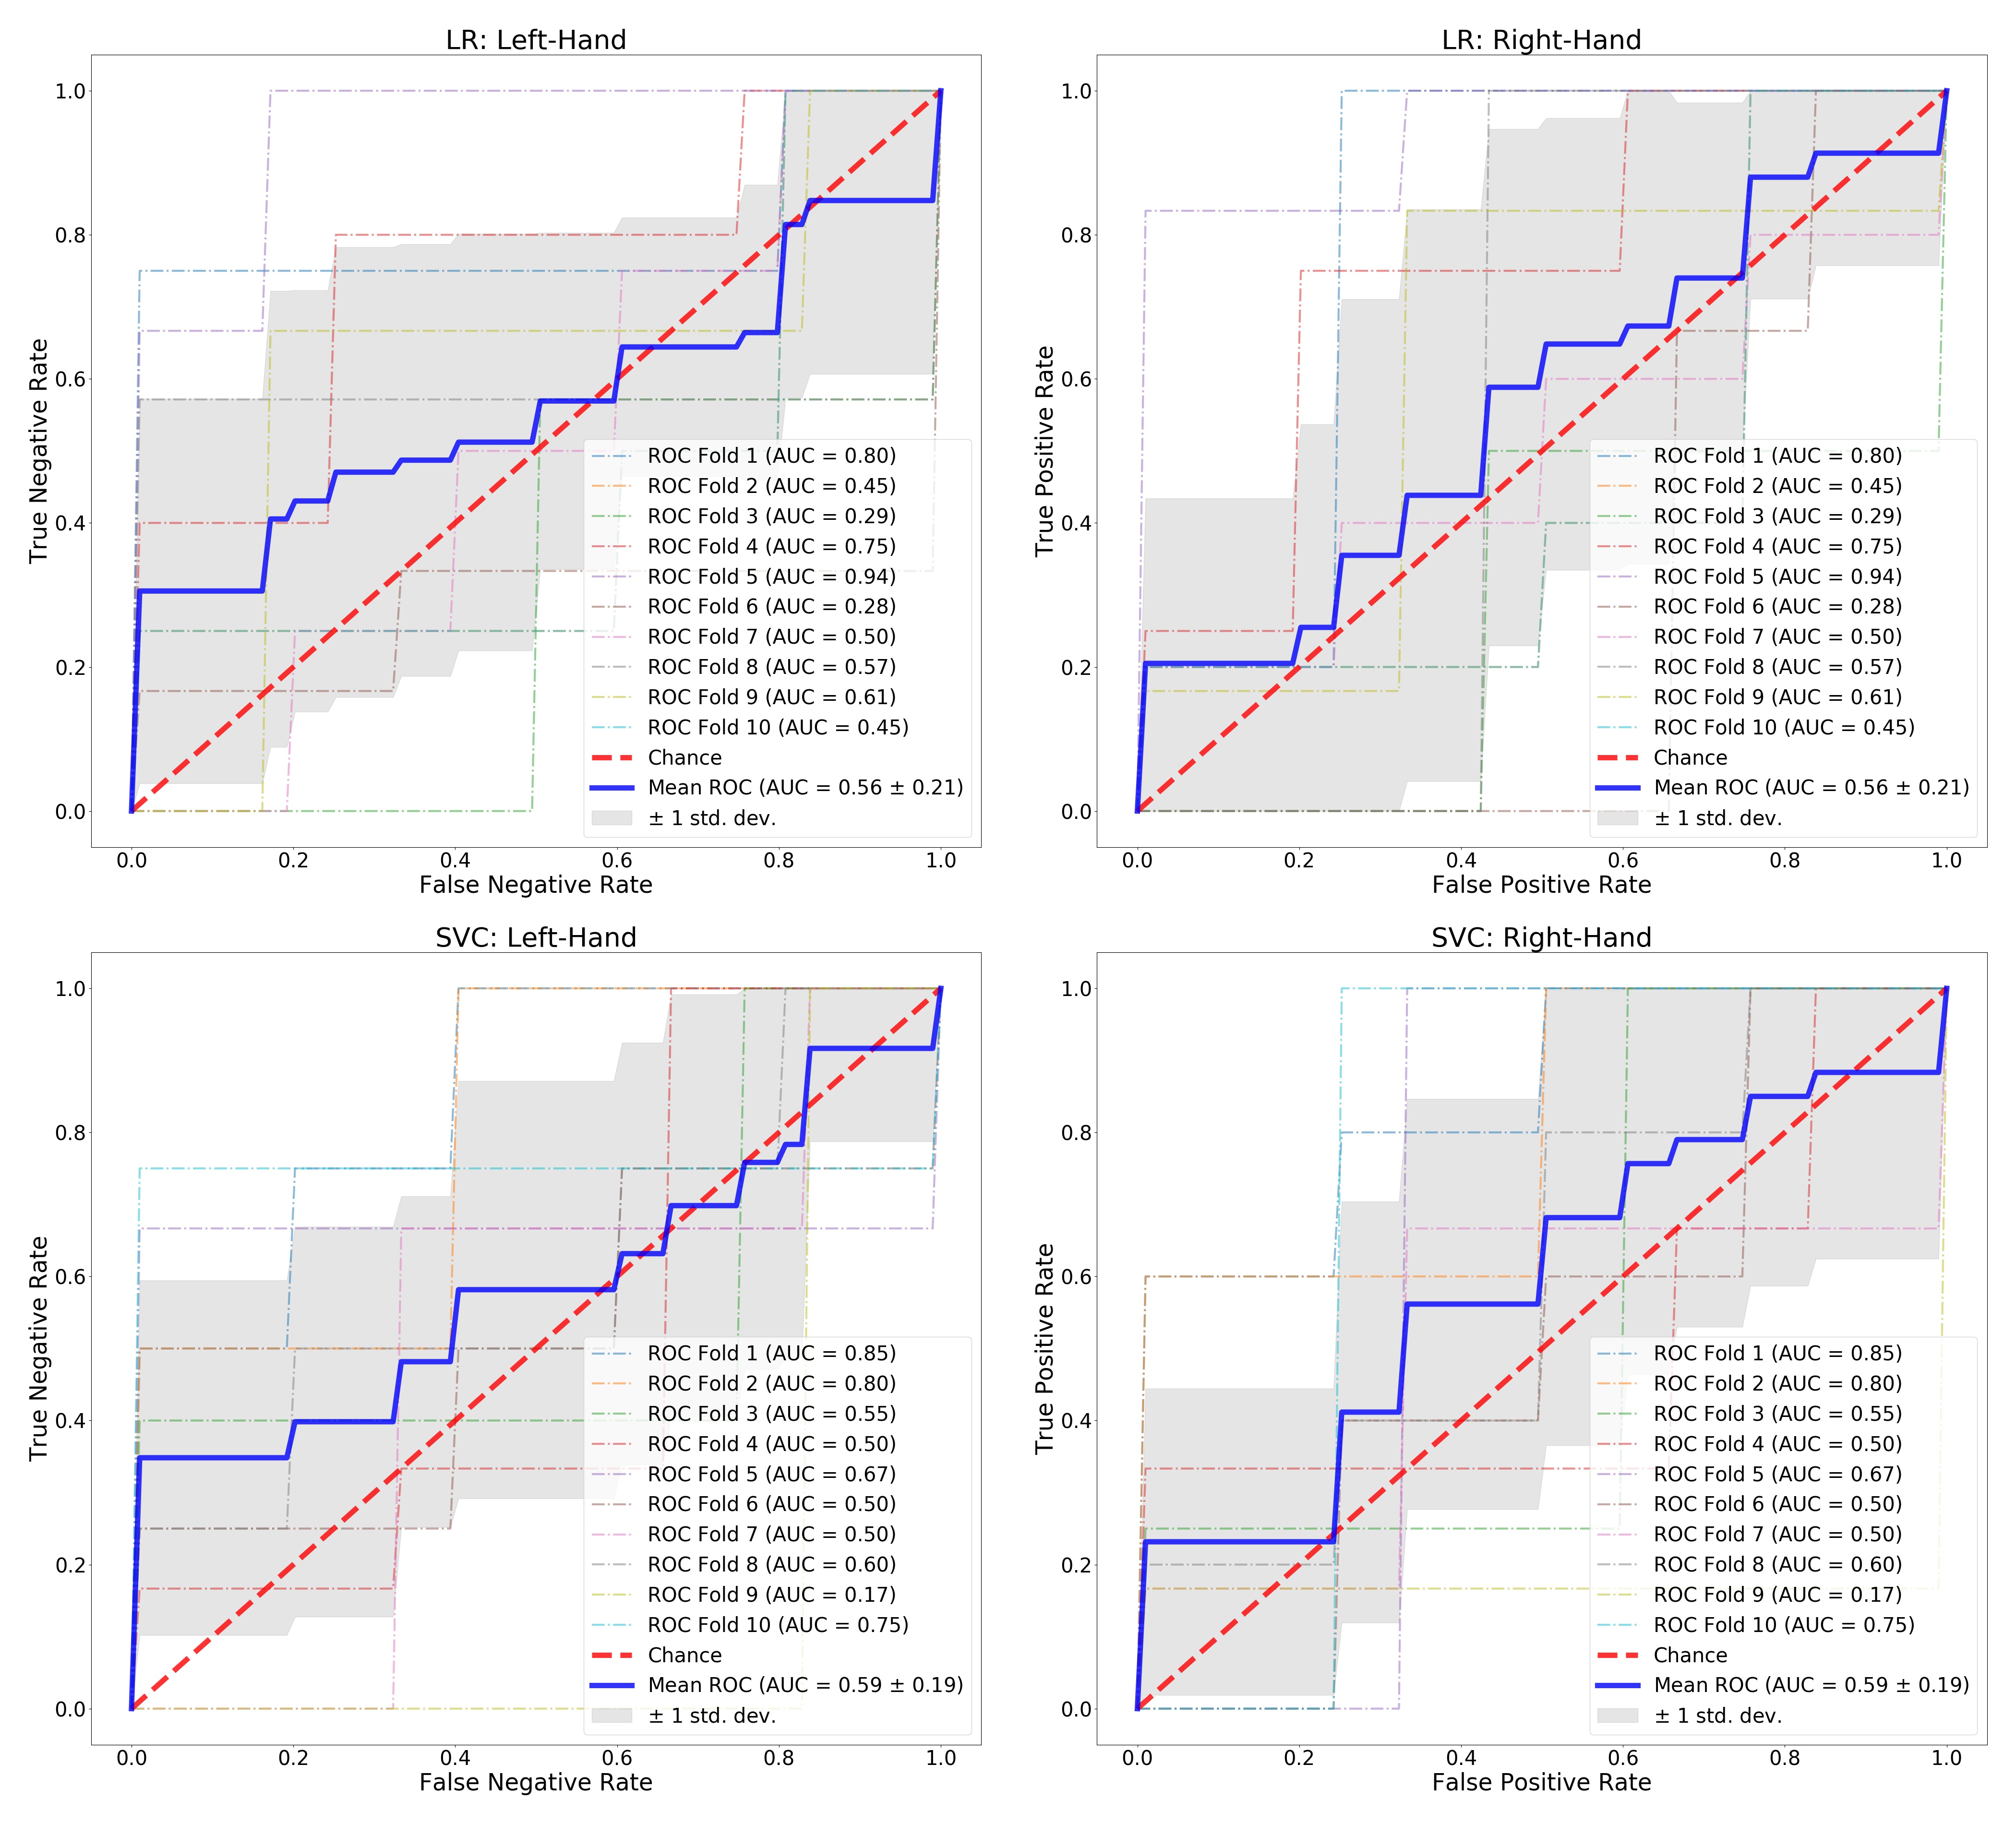 LR: Left-Hand
True Negative Rate
1.0
0.8
0.6
0.4
0.2
0.0
ROC Fold 1 (AUC = 0.80)
ROC Fold 2 (AUC = 0.45)
ROC Fold 3 (AUC = 0.29)
ROC Fold 4 (AUC = 0.75)
ROC Fold 5 (AUC = 0.94)
ROC Fold 6 (AUC = 0.28)
ROC Fold 7 (AUC = 0.50)
ROC Fold 8 (AUC = 0.57)
ROC Fold 9 (AUC = 0.61)
ROC Fold 10 (AUC = 0.45)
Chance
Mean ROC (AUC = 0.56 ± 0.21)
± 1 std. dev.
0.0 0.2 0.4 0.6 0.8 1.0
False Negative Rate
LR: Right-Hand
True Positive Rate
1.0
0.8
0.6
0.4
0.2
0.0
ROC Fold 1 (AUC = 0.80)
ROC Fold 2 (AUC = 0.45)
ROC Fold 3 (AUC = 0.29)
ROC Fold 4 (AUC = 0.75)
ROC Fold 5 (AUC = 0.94)
ROC Fold 6 (AUC = 0.28)
ROC Fold 7 (AUC = 0.50)
ROC Fold 8 (AUC = 0.57)
ROC Fold 9 (AUC = 0.61)
ROC Fold 10 (AUC = 0.45)
Chance
Mean ROC (AUC = 0.56 ± 0.21)
± 1 std. dev.
0.0 0.2 0.4 0.6 0.8 1.0
False Positive Rate
SVC: Left-Hand
True Negative Rate
1.0
0.8
0.6
0.4
0.2
0.0
ROC Fold 1 (AUC = 0.85)
ROC Fold 2 (AUC = 0.80)
ROC Fold 3 (AUC = 0.55)
ROC Fold 4 (AUC = 0.50)
ROC Fold 5 (AUC = 0.67)
ROC Fold 6 (AUC = 0.50)
ROC Fold 7 (AUC = 0.50)
ROC Fold 8 (AUC = 0.60)
ROC Fold 9 (AUC = 0.17)
ROC Fold 10 (AUC = 0.75)
Chance
Mean ROC (AUC = 0.59 ± 0.19)
± 1 std. dev.
0.0 0.2 0.4 0.6 0.8 1.0
False Negative Rate
SVC: Right-Hand
True Positive Rate
1.0
0.8
0.6
0.4
0.2
0.0
ROC Fold 1 (AUC = 0.85)
ROC Fold 2 (AUC = 0.80)
ROC Fold 3 (AUC = 0.55)
ROC Fold 4 (AUC = 0.50)
ROC Fold 5 (AUC = 0.67)
ROC Fold 6 (AUC = 0.50)
ROC Fold 7 (AUC = 0.50)
ROC Fold 8 (AUC = 0.60)
ROC Fold 9 (AUC = 0.17)
ROC Fold 10 (AUC = 0.75)
Chance
Mean ROC (AUC = 0.59 ± 0.19)
± 1 std. dev.
0.0 0.2 0.4 0.6 0.8 1.0
False Positive Rate